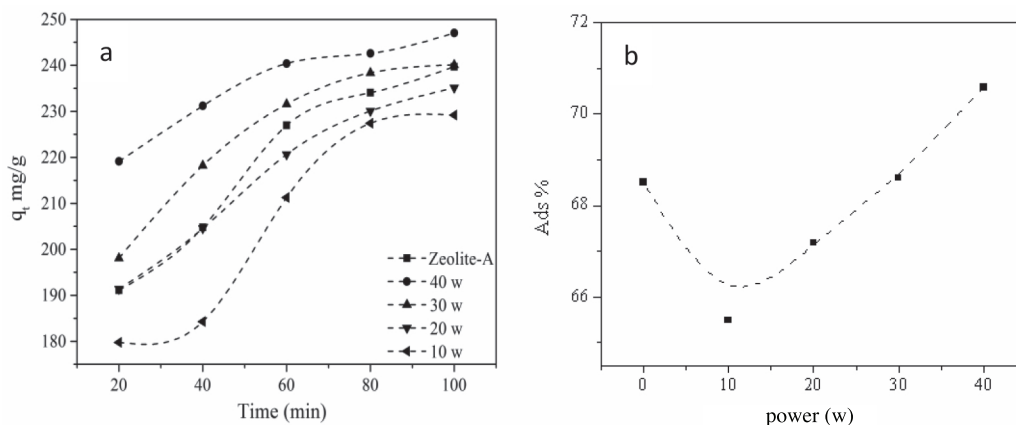 a
250
240
230
220
210
200
190
180
q_t mg/g
20 40 60 80 100
Time (min)
Zeolite-A
40 w
30 w
20 w
10 w
b
72
70
68
66
Ads %
0 10 20 30 40
power (w)